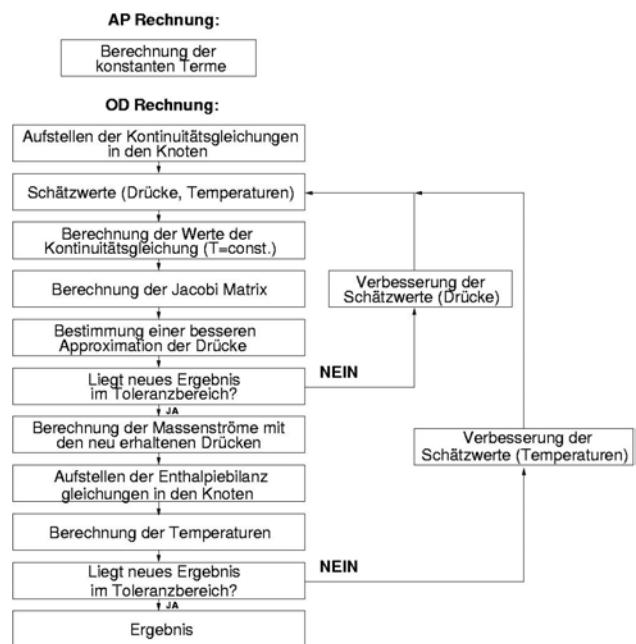 AP Rechnung:
Berechnung der
konstanten Terme
OD Rechnung:
Aufstellen der Kontinuitätsgleichungen
in den Knoten
Schätzwerte (Drücke, Temperaturen)
Berechnung der Werte der
Kontinuitätsgleichung (T=const.)
Berechnung der Jacobi Matrix
Bestimmung einer besseren
Approximation der Drücke
Liegt neues Ergebnis
im Toleranzbereich?
NEIN
Verbesserung der
Schätzwerte (Drücke)
JA
Berechnung der Massenströme mit
den neu erhaltenen Drücken
Aufstellen der Enthalpiebilanz
gleichungen in den Knoten
Berechnung der Temperaturen
Liegt neues Ergebnis
im Toleranzbereich?
NEIN
Verbesserung der
Schätzwerte (Temperaturen)
JA
Ergebnis